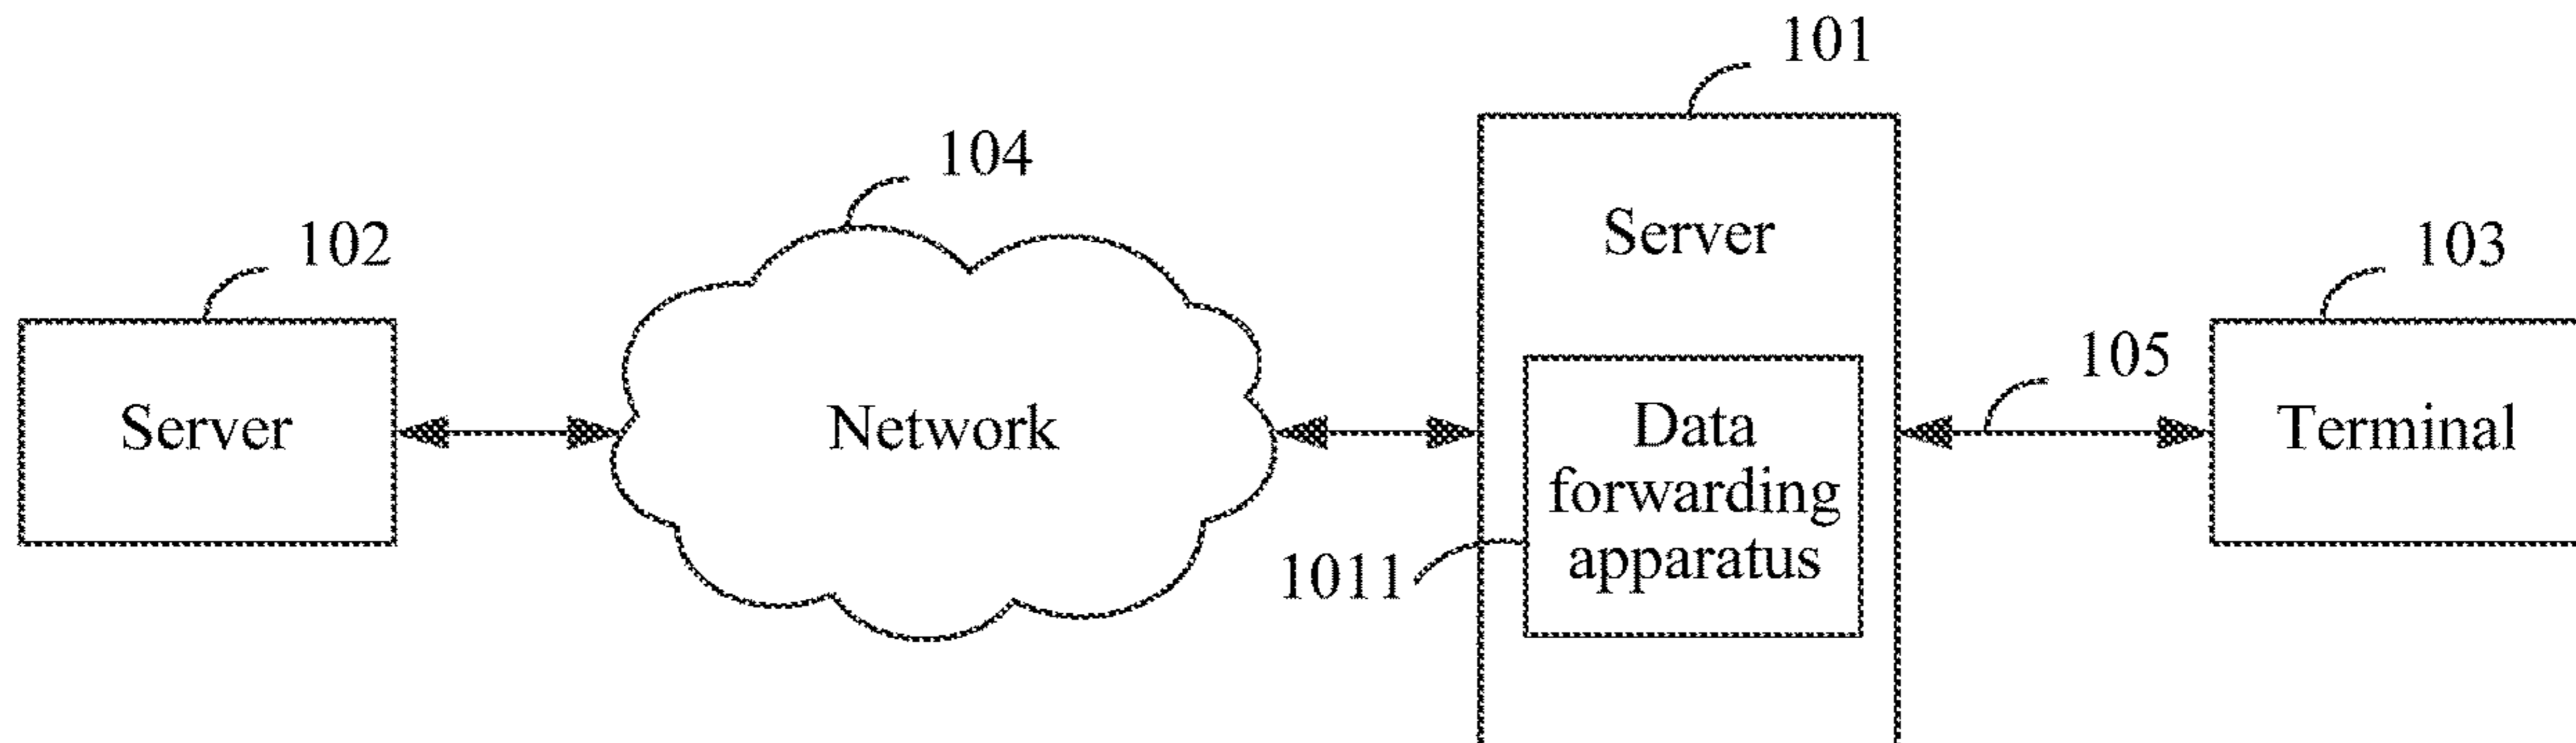 101
104
Server
102
103
105
Server
Network
Data
forwarding
apparatus
Terminal
1011